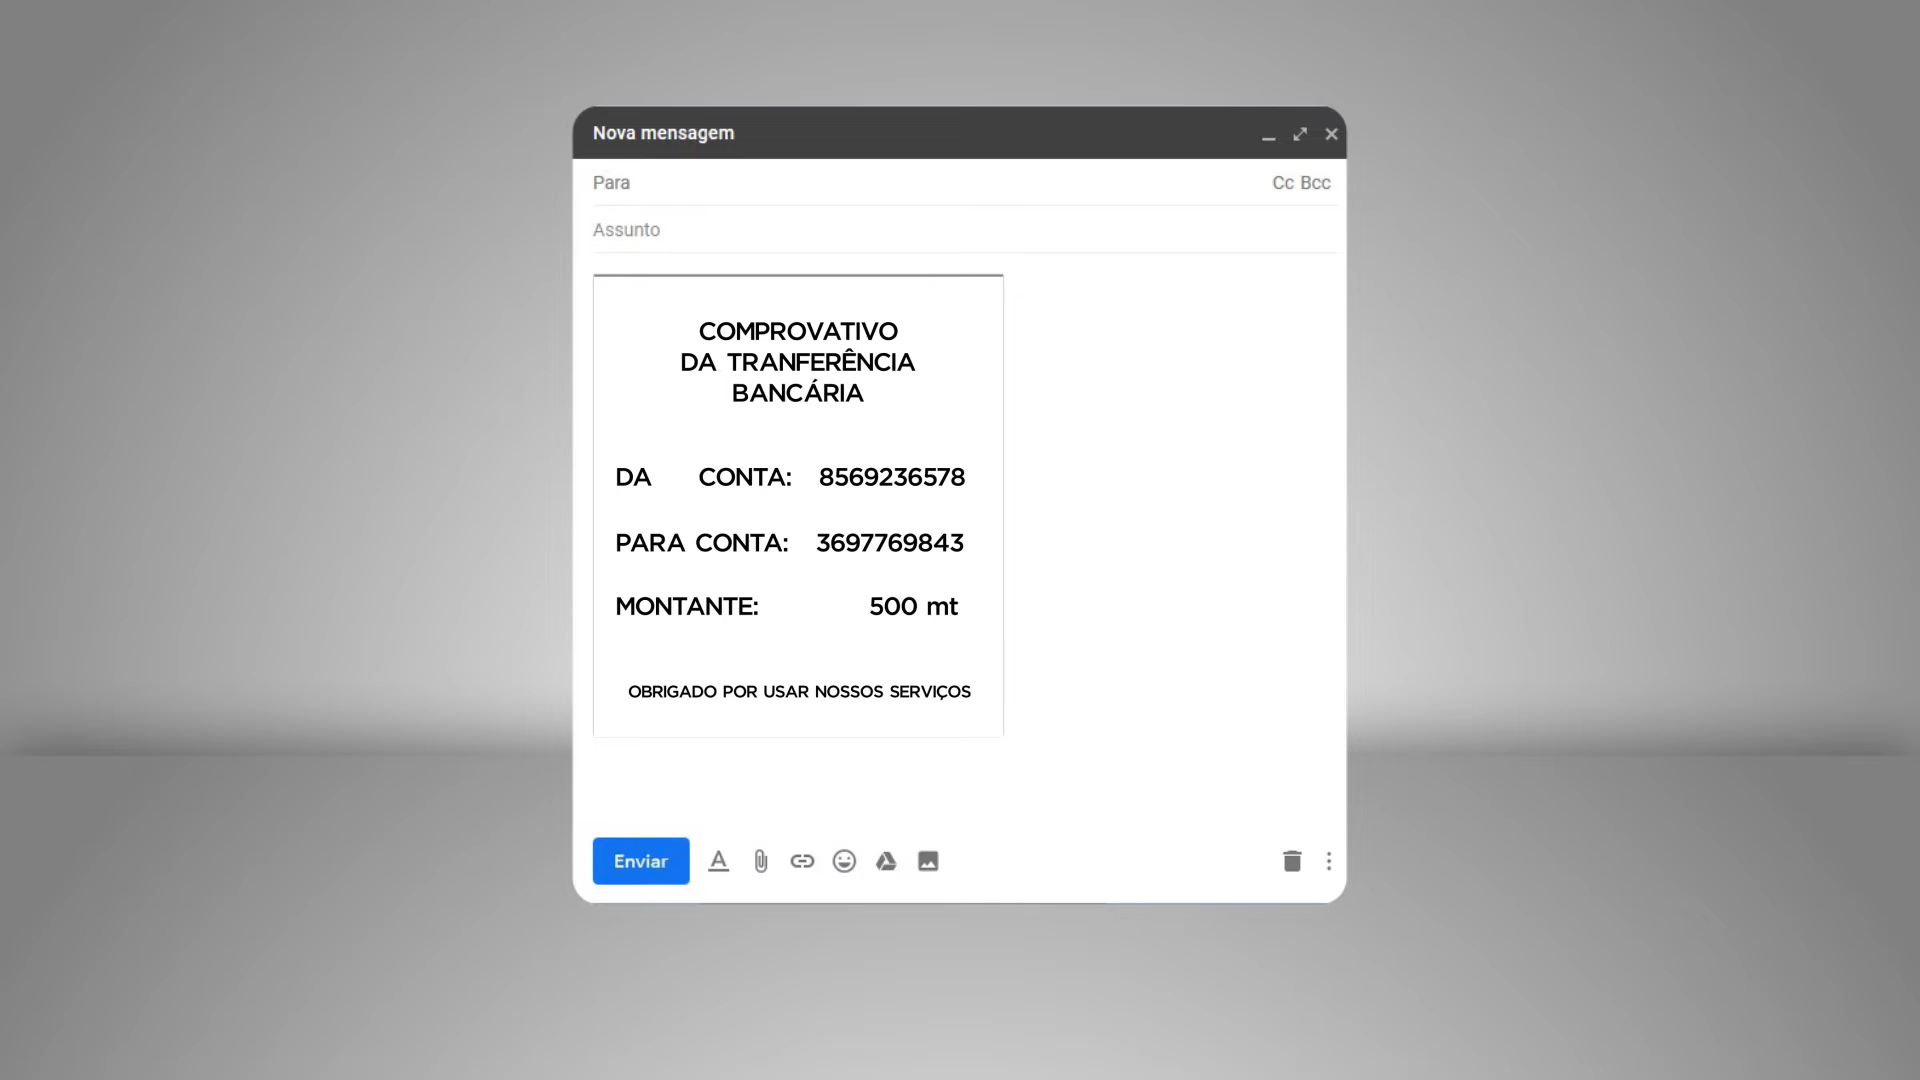 Nova mensagem
Para Cc Bcc
Assunto
COMPROVATIVO
DA TRANFERÊNCIA
BANCÁRIA
DA CONTA: 8569236578
PARA CONTA: 3697769843
MONTANTE: 500 mt
OBRIGADO POR USAR NOSSOS SERVIÇOS
Enviar